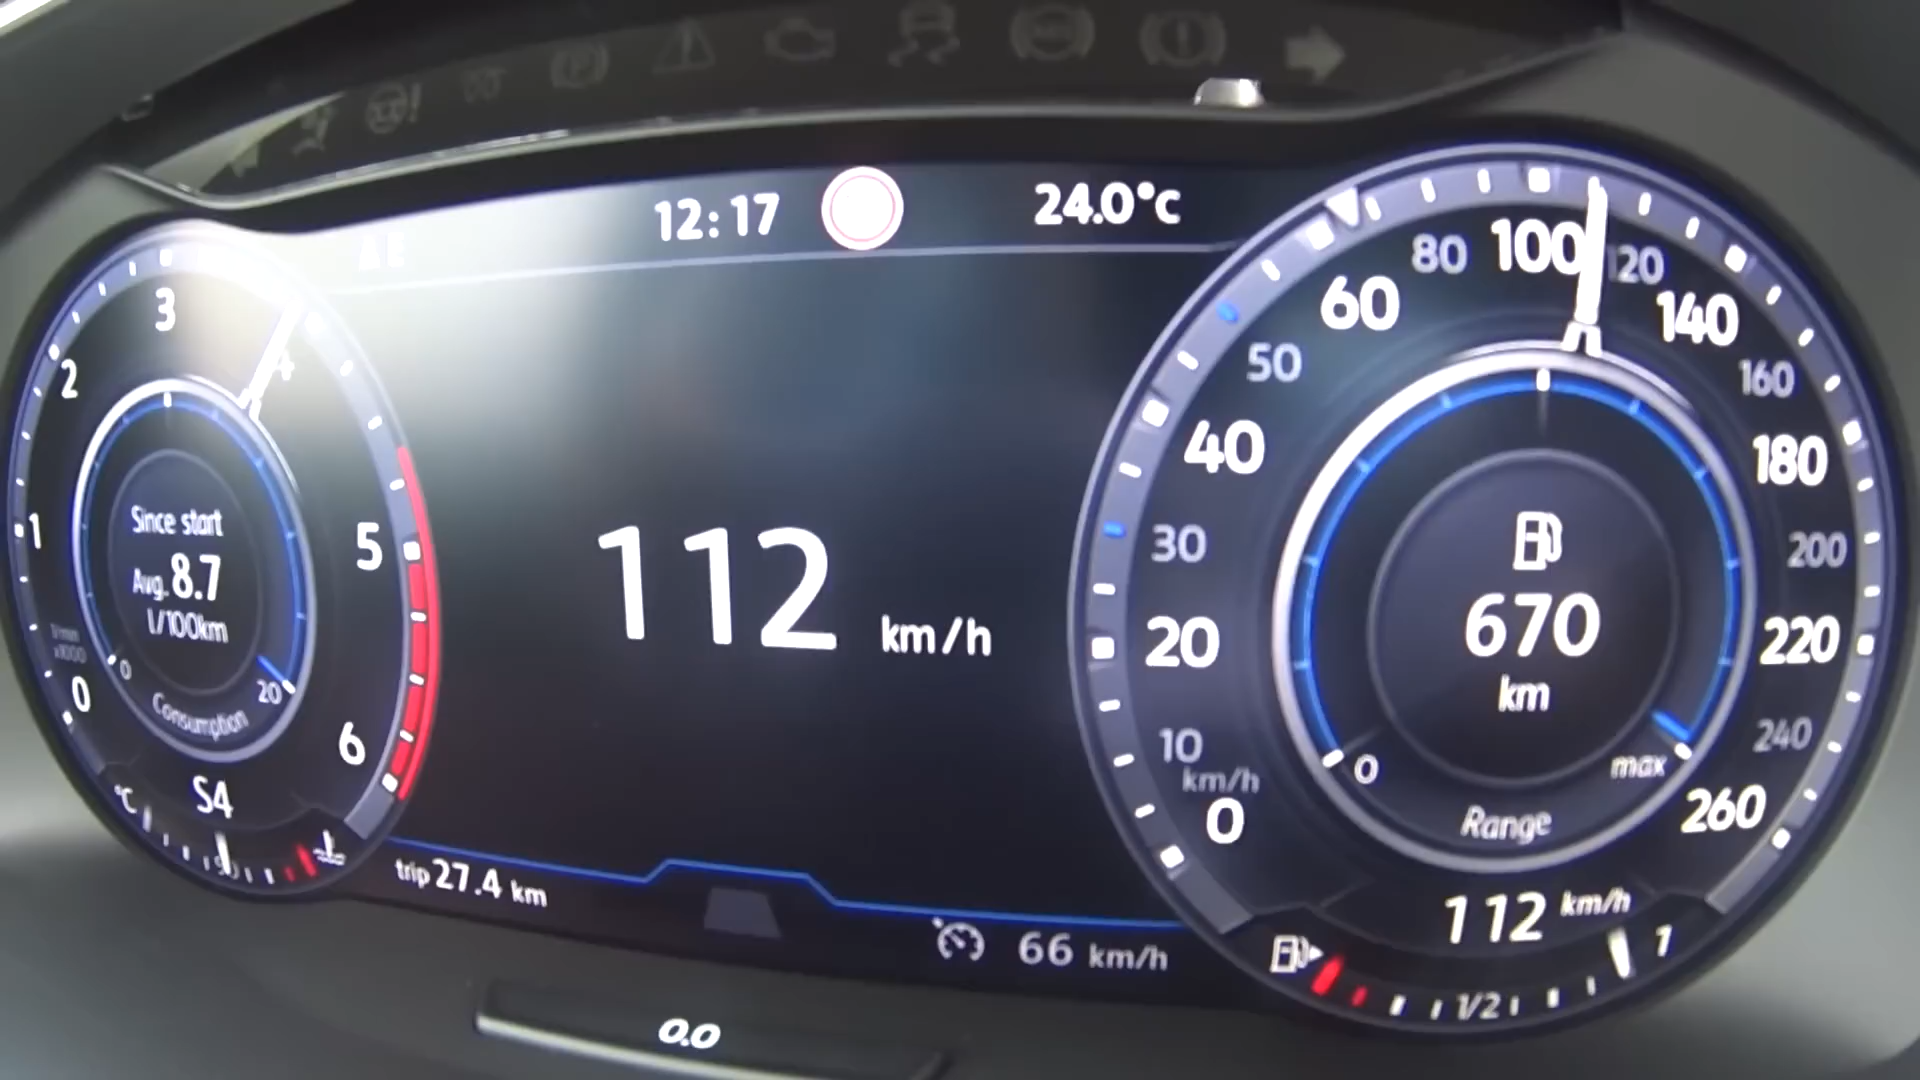 12:17
24.0°C
3
4
2
1
5
0
6
Since start
Avg. 8.7
l/100km
0
20
Consumption
S4
°C
trip 27.4 km
112 km/h
66 km/h
0.0
100
80
120
60
140
50
160
40
180
30
200
20
220
10
240
km/h
0
260
670
km
0
max
Range
112 km/h
1/2
1